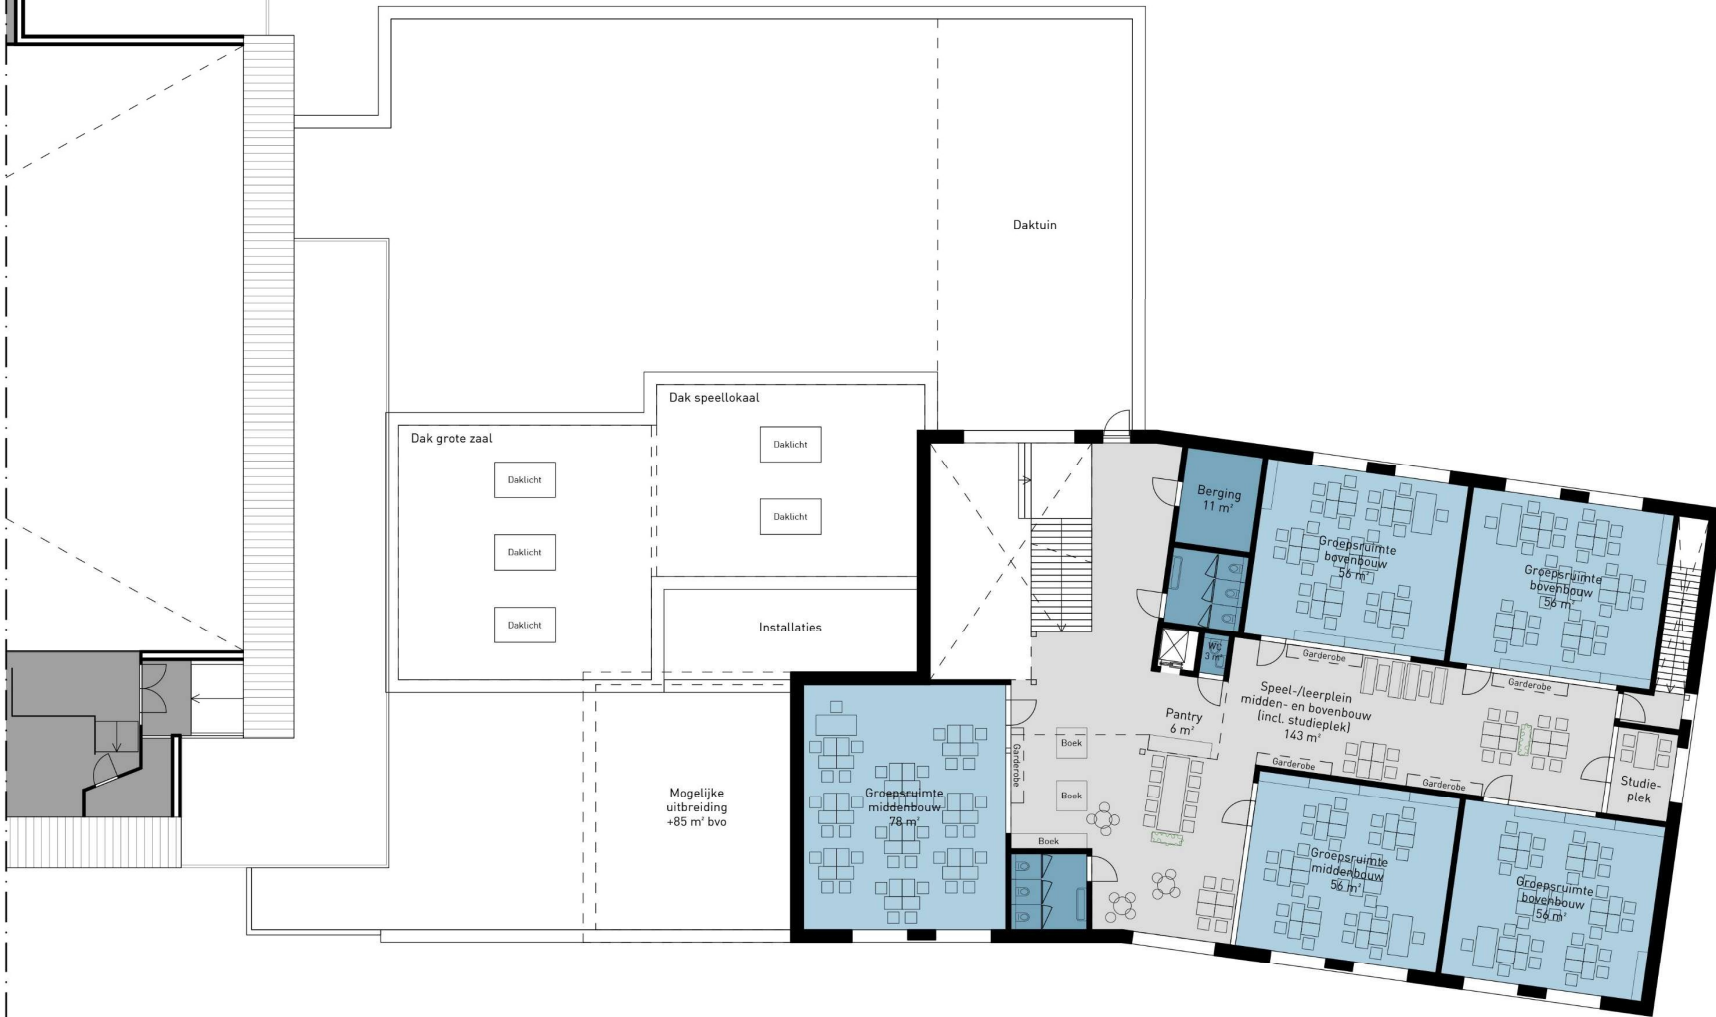 Daktuin
Dak speellokaal
Dak grote zaal
Daklicht
Daklicht
Daklicht
Daklicht
Daklicht
Installaties
Mogelijke
uitbreiding
+85 m² bvo
Berging
11 m²
Groepsruimte
bovenbouw
56 m²
Groepsruimte
bovenbouw
56 m²
wc
3 m²
Garderobe
Garderobe
Speel-/leerplein
midden- en bovenbouw
(incl. studieplek)
143 m²
Pantry
6 m²
Boek
Garderobe
Boek
Boek
Garderobe
Garderobe
Studie-
plek
Groepsruimte
middenbouw
78 m²
Groepsruimte
middenbouw
56 m²
Groepsruimte
bovenbouw
56 m²